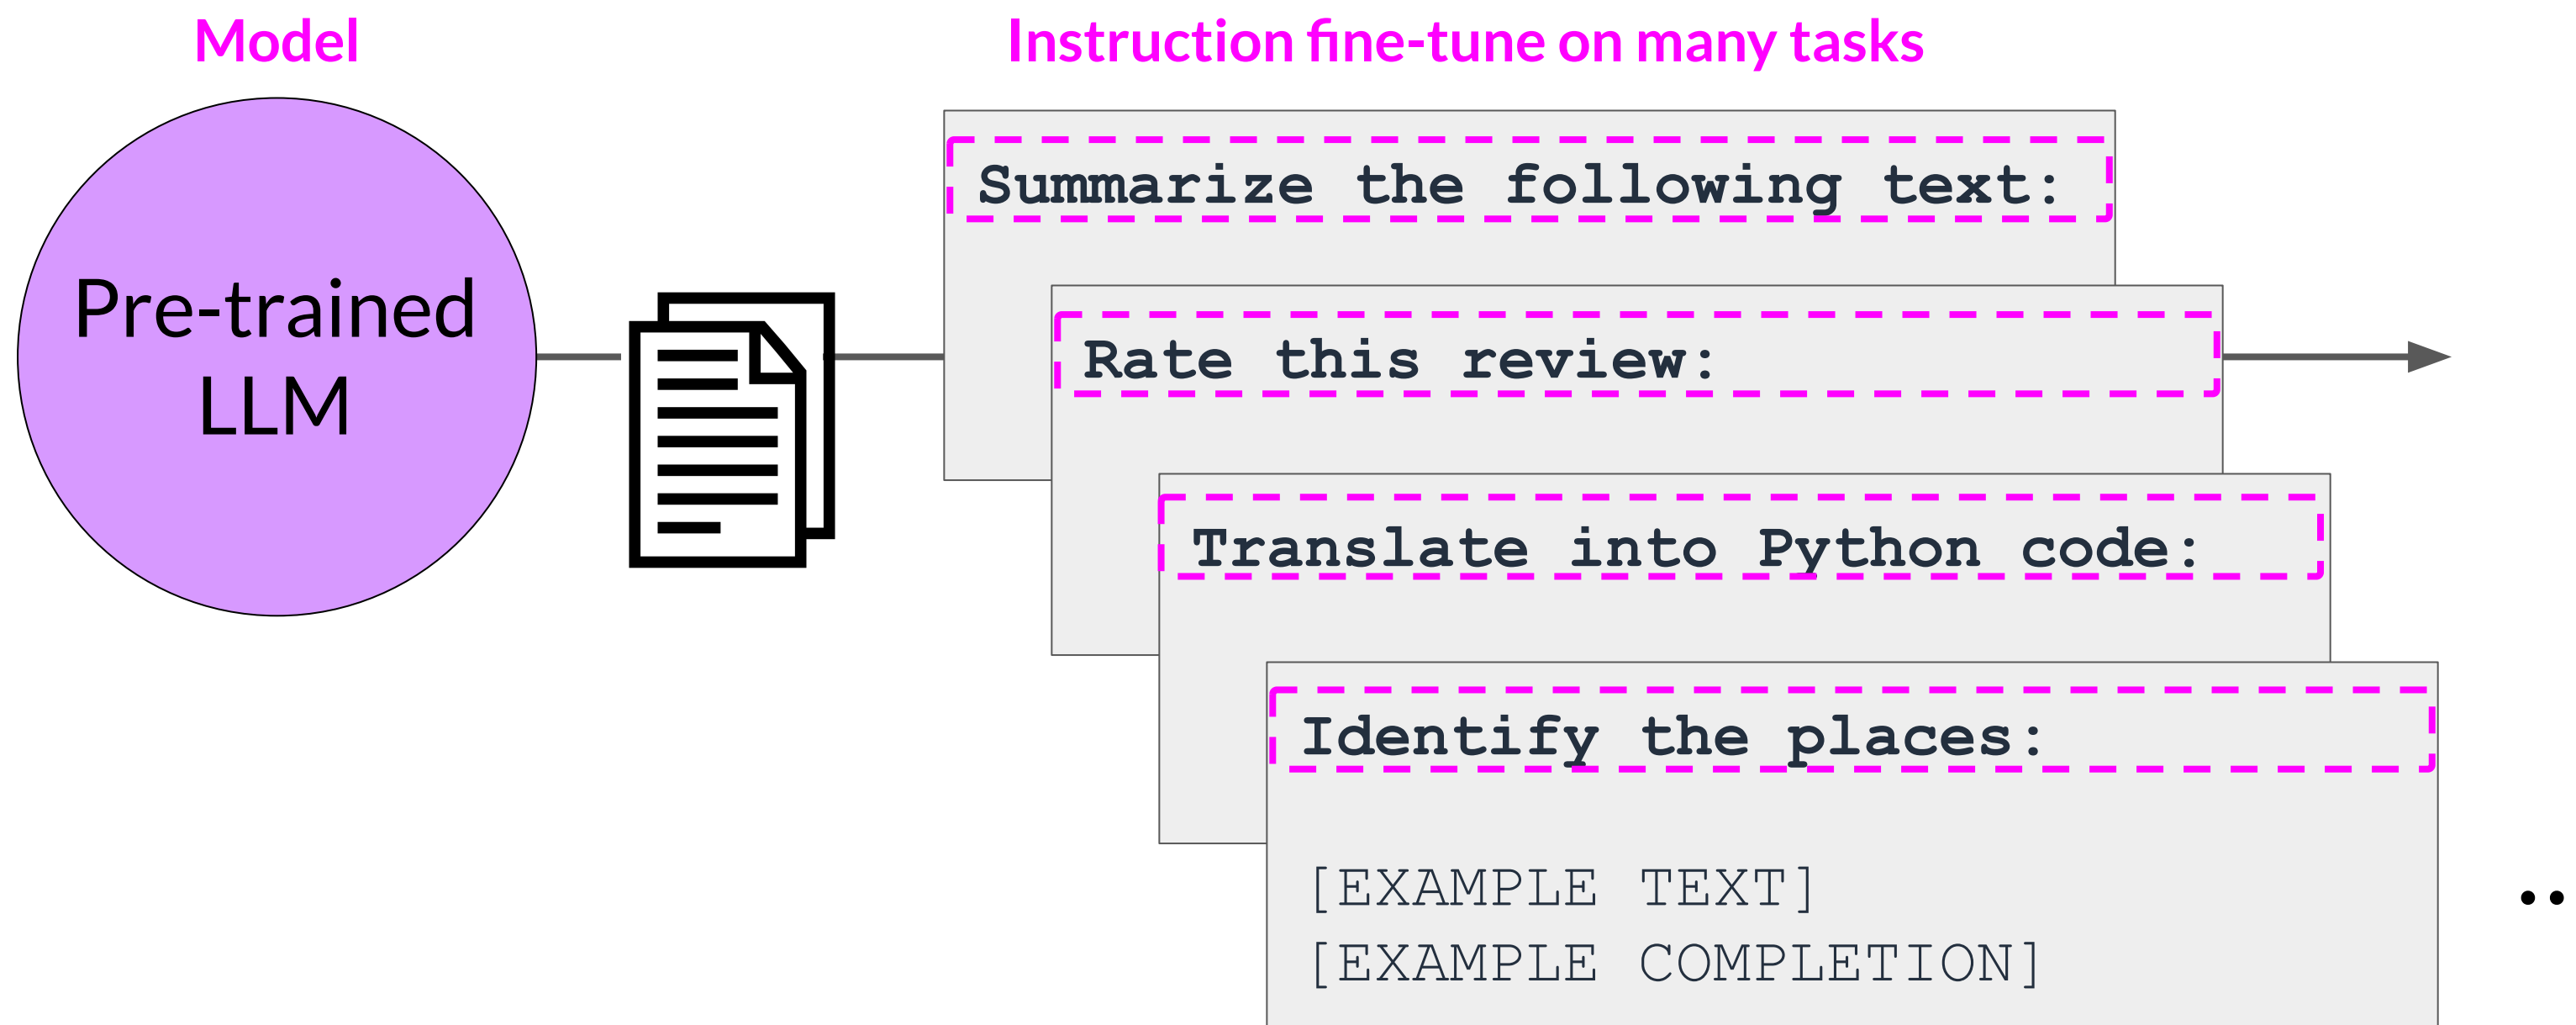 Model
Instruction fine-tune on many tasks
Pre-trained
LLM
Summarize the following text:
Rate this review:
Translate into Python code:
Identify the places:
[EXAMPLE TEXT]
[EXAMPLE COMPLETION]
..